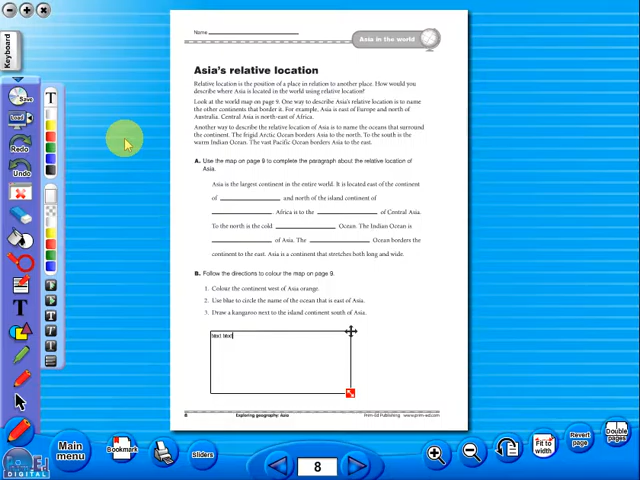 Keyboard
Save
Load
Redo
Undo
T
T
Name
Asia in the world
Asia's relative location
Relative location is the position of a place in relation to another place. How would you
describe where Asia is located in the world using relative location?
Look at the world map on page 9. One way to describe Asia's relative location is to name
the other continents that border it. For example, Asia is east of Europe and north of
Australia. Central Asia is north-east of Africa.
Another way to describe the relative location of Asia is to name the oceans that surround
the continent. The frigid Arctic Ocean borders Asia to the north. To the south is the
warm Indian Ocean. The vast Pacific Ocean borders Asia to the east.
A. Use the map on page 9 to complete the paragraph about the relative location of
Asia.
Asia is the largest continent in the entire world. It is located east of the continent
of and north of the island continent of
Africa is to the of Central Asia.
To the north is the cold Ocean. The Indian Ocean is
of Asia. The Ocean borders the
continent to the east. Asia is a continent that stretches both long and wide.
B. Follow the directions to colour the map on page 9.
1. Colour the continent west of Asia orange.
2. Use blue to circle the name of the ocean that is east of Asia.
3. Draw a kangaroo next to the island continent south of Asia.
8
Exploring geography: Asia
Prim-Ed Publishing www.prim-ed.com
DIGITAL
Main
menu
Bookmark
Sliders
8
Fit to
width
Revert
page
Double
pages